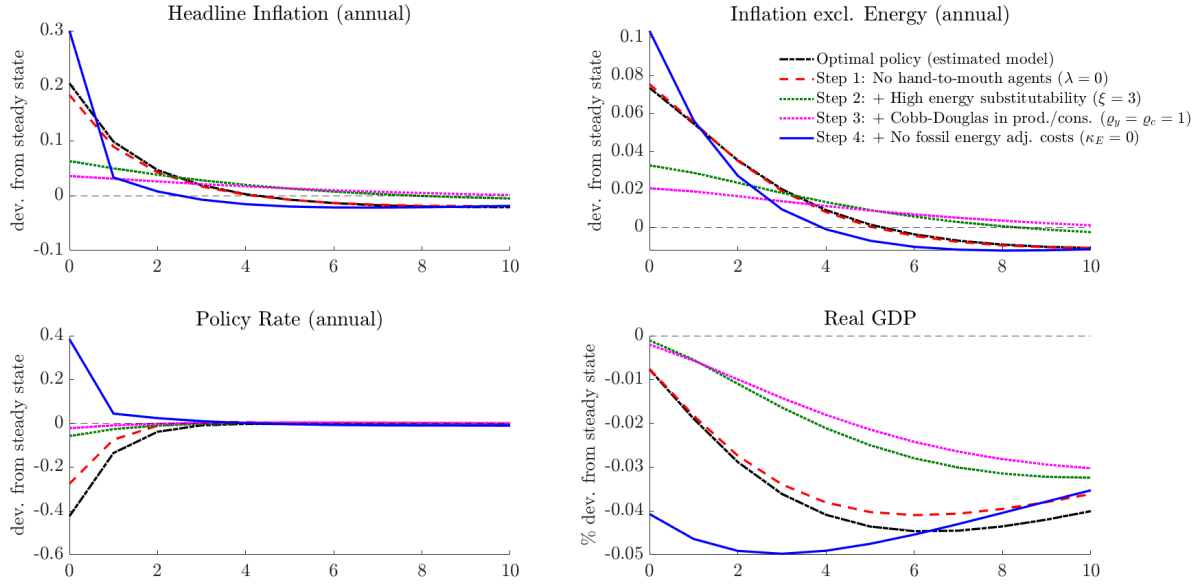 Headline Inflation (annual)
dev. from steady state
0.3
0.2
0.1
0
-0.1
0 2 4 6 8 10
Inflation excl. Energy (annual)
dev. from steady state
0.1
0.08
0.06
0.04
0.02
0
0 2 4 6 8 10
Optimal policy (estimated model)
Step 1: No hand-to-mouth agents (λ = 0)
Step 2: + High energy substitutability (ξ = 3)
Step 3: + Cobb-Douglas in prod./cons. (ϱy = ϱc = 1)
Step 4: + No fossil energy adj. costs (κE = 0)
Policy Rate (annual)
dev. from steady state
0.4
0.2
0
-0.2
-0.4
-0.6
0 2 4 6 8 10
Real GDP
% dev. from steady state
0
-0.01
-0.02
-0.03
-0.04
-0.05
0 2 4 6 8 10